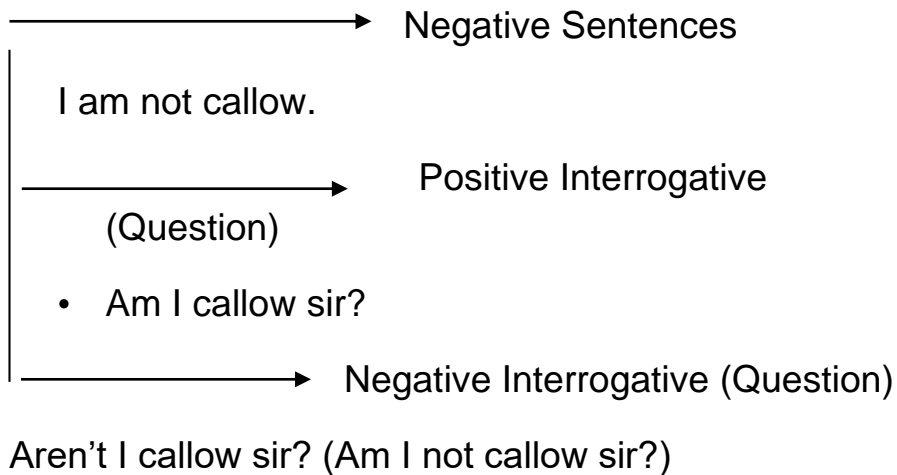 Negative Sentences
I am not callow.
Positive Interrogative
(Question)
• Am I callow sir?
Negative Interrogative (Question)
Aren’t I callow sir? (Am I not callow sir?)